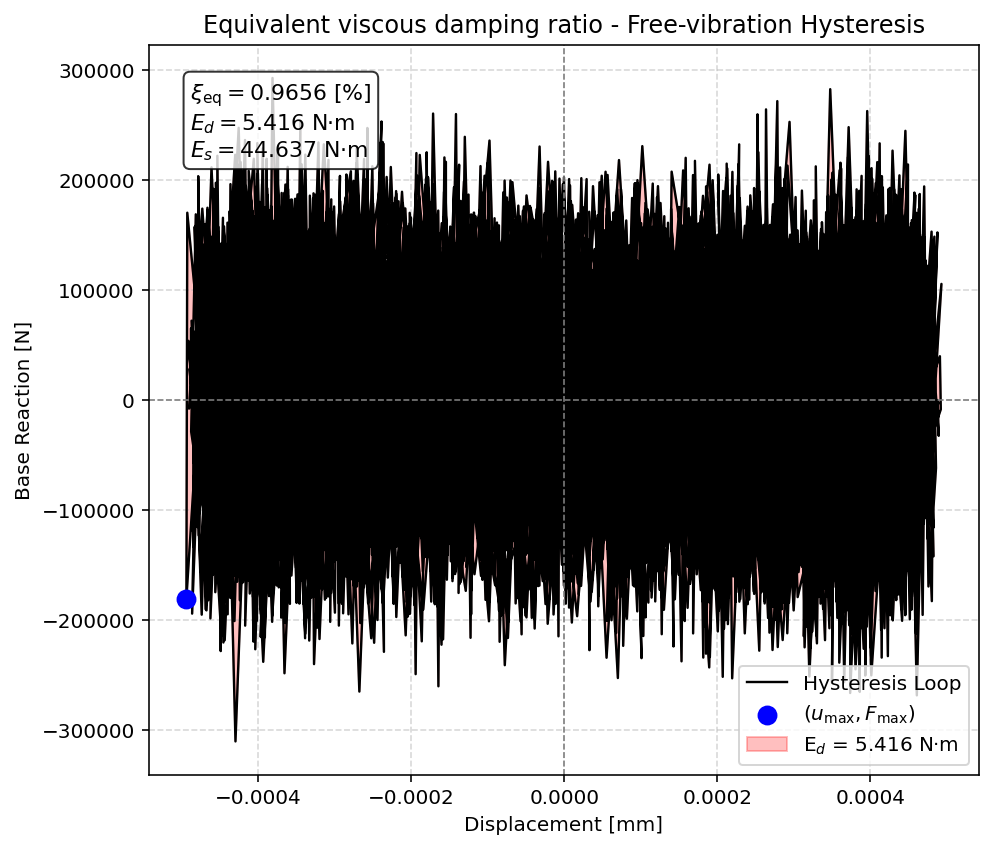 Equivalent viscous damping ratio - Free-vibration Hysteresis
300000
200000
100000
0
−100000
−200000
−300000
Base Reaction [N]
ξeq = 0.9656 [%]
Ed = 5.416 N·m
Es = 44.637 N·m
Hysteresis Loop
(umax, Fmax)
Ed = 5.416 N·m
−0.0004 −0.0002 0.0000 0.0002 0.0004
Displacement [mm]